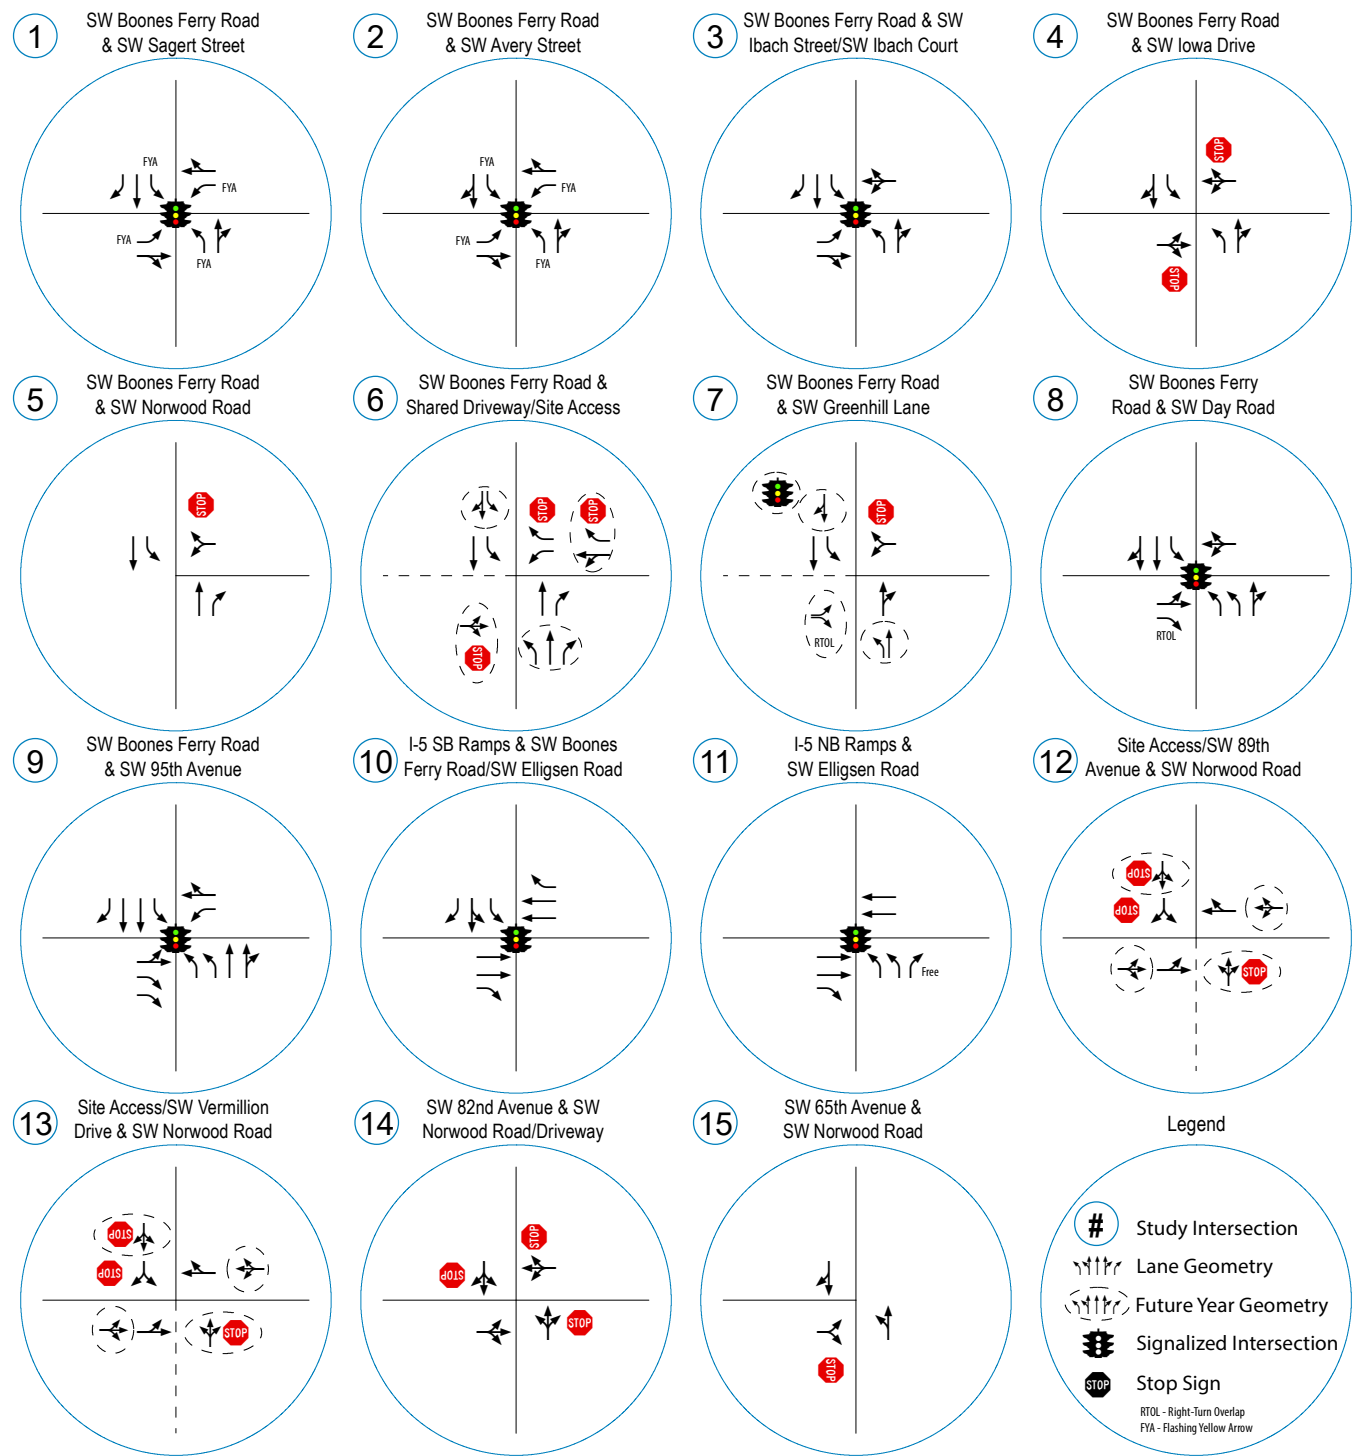 1
SW Boones Ferry Road
& SW Sagert Street
FYA
FYA
FYA
FYA
2
SW Boones Ferry Road
& SW Avery Street
FYA
FYA
FYA
FYA
3
SW Boones Ferry Road & SW
Ibach Street/SW Ibach Court
4
SW Boones Ferry Road
& SW Iowa Drive
STOP
STOP
5
SW Boones Ferry Road
& SW Norwood Road
STOP
6
SW Boones Ferry Road &
Shared Driveway/Site Access
STOP
STOP
STOP
7
SW Boones Ferry Road
& SW Greenhill Lane
STOP
RTOL
8
SW Boones Ferry
Road & SW Day Road
RTOL
9
SW Boones Ferry Road
& SW 95th Avenue
10
I-5 SB Ramps & SW Boones
Ferry Road/SW Elligsen Road
11
I-5 NB Ramps &
SW Elligsen Road
Free
12
Site Access/SW 89th
Avenue & SW Norwood Road
STOP
STOP
STOP
13
Site Access/SW Vermillion
Drive & SW Norwood Road
STOP
STOP
STOP
14
SW 82nd Avenue & SW
Norwood Road/Driveway
STOP
STOP
STOP
15
SW 65th Avenue &
SW Norwood Road
STOP
Legend
# Study Intersection
Lane Geometry
Future Year Geometry
Signalized Intersection
STOP Stop Sign
RTOL - Right-Turn Overlap
FYA - Flashing Yellow Arrow